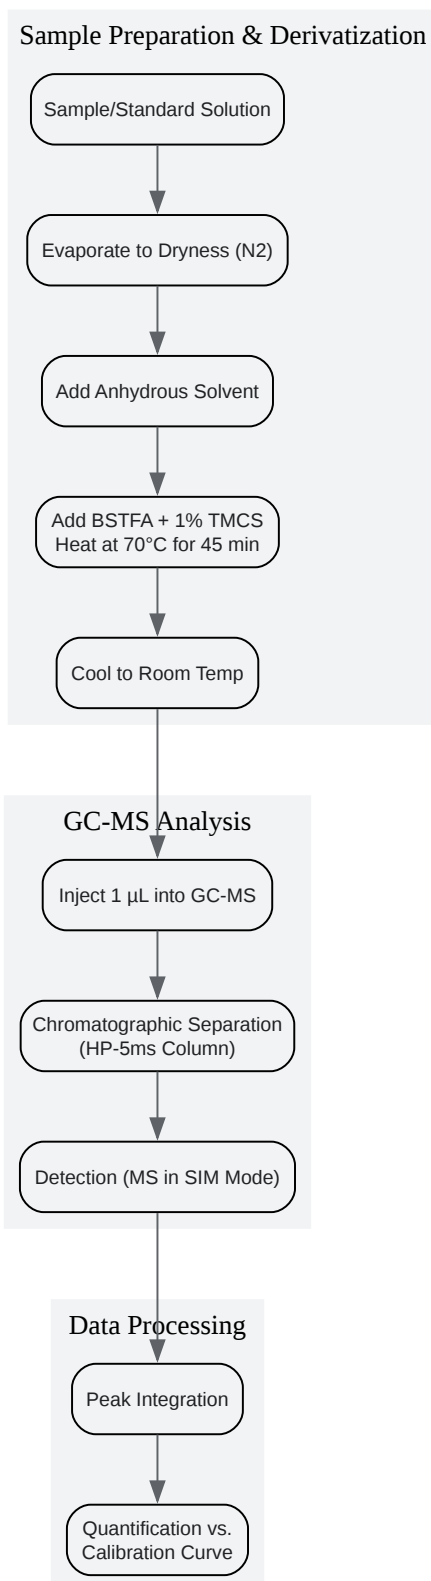 Sample Preparation & Derivatization
Sample/Standard Solution
Evaporate to Dryness (N2)
Add Anhydrous Solvent
Add BSTFA + 1% TMCS
Heat at 70°C for 45 min
Cool to Room Temp
GC-MS Analysis
Inject 1 µL into GC-MS
Chromatographic Separation
(HP-5ms Column)
Detection (MS in SIM Mode)
Data Processing
Peak Integration
Quantification vs.
Calibration Curve